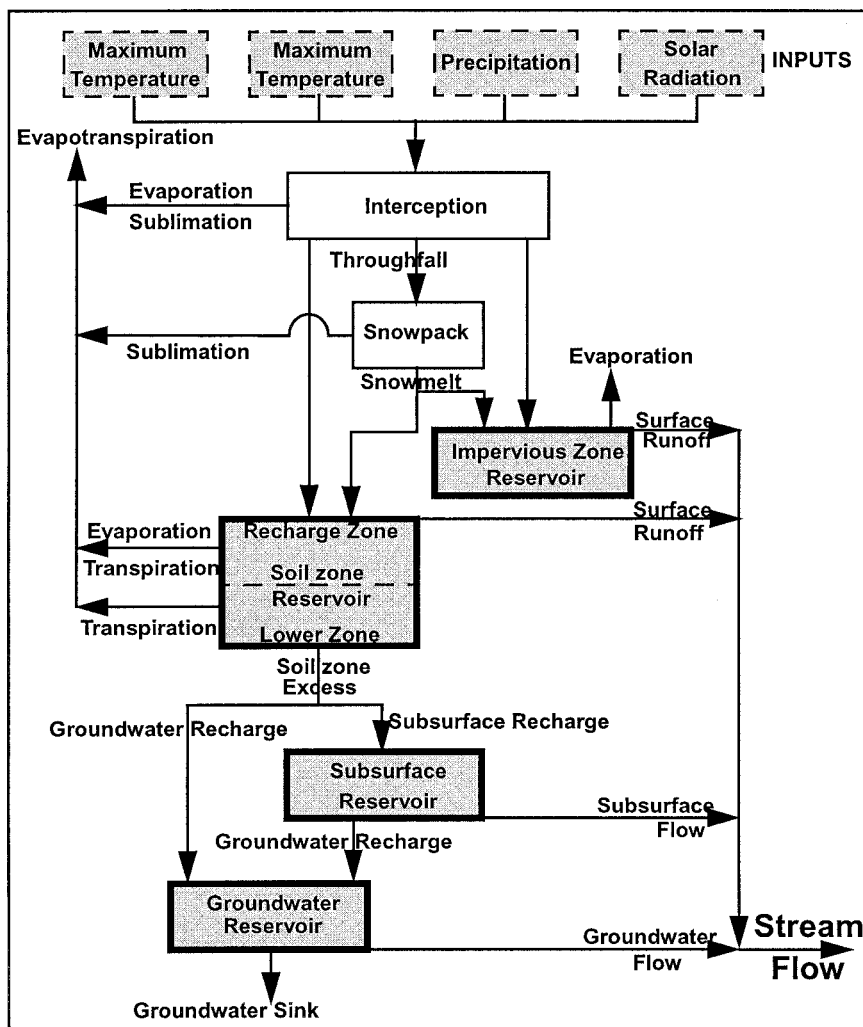 Maximum
Temperature
Maximum
Temperature
Precipitation
Solar
Radiation
INPUTS
Evapotranspiration
Evaporation
Sublimation
Interception
Throughfall
Snowpack
Sublimation
Snowmelt
Evaporation
Surface
Runoff
Impervious Zone
Reservoir
Surface
Runoff
Evaporation
Transpiration
Recharge Zone
Soil zone
Reservoir
Lower Zone
Transpiration
Soil zone
Excess
Groundwater Recharge
Subsurface Recharge
Subsurface
Reservoir
Subsurface
Flow
Groundwater Recharge
Groundwater
Reservoir
Groundwater
Flow
Stream
Flow
Groundwater Sink